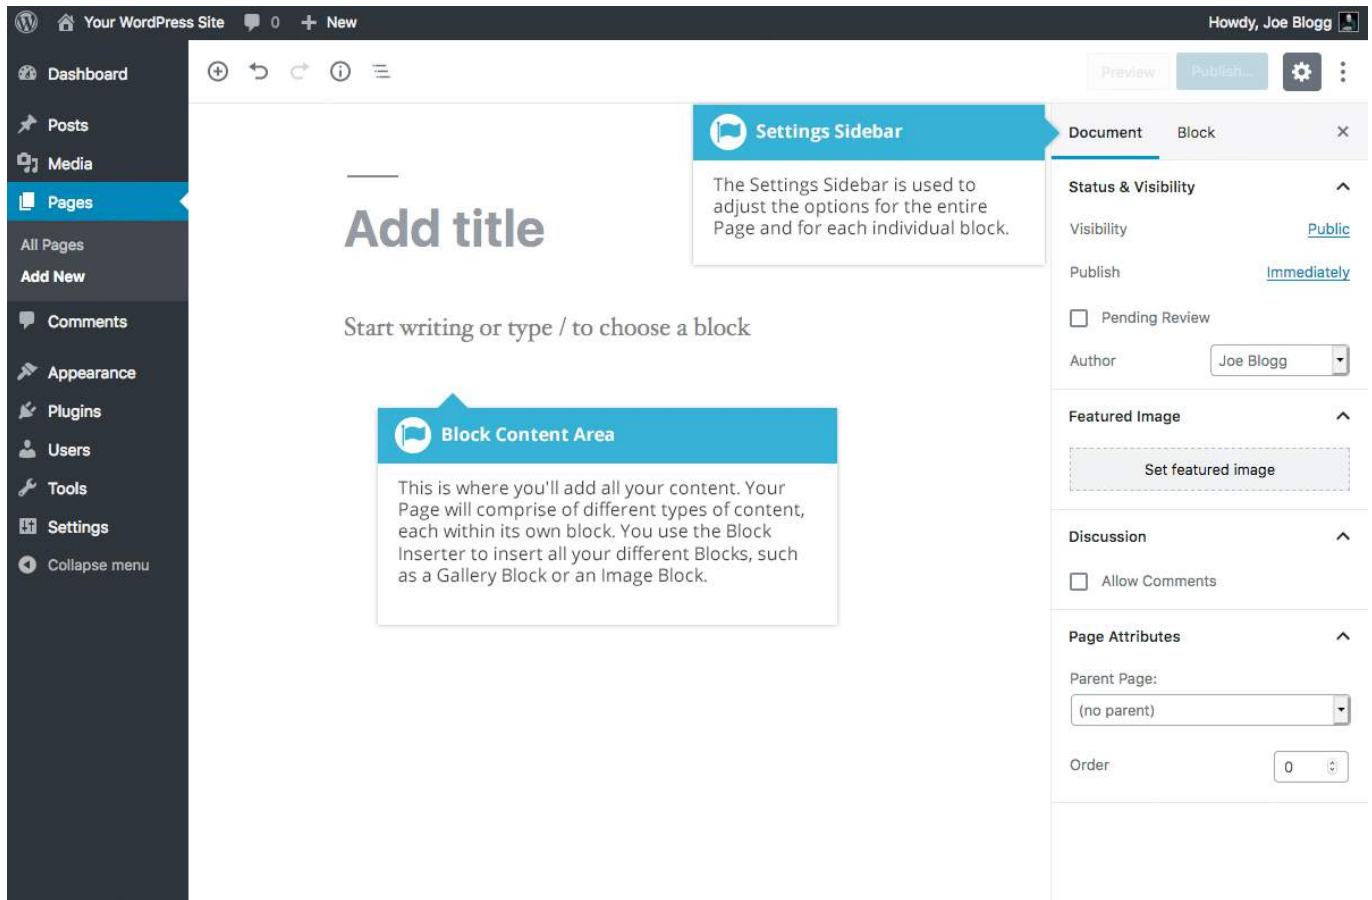 Your WordPress Site 0 + New Howdy, Joe Blogg
Dashboard
Posts
Media
Pages
All Pages
Add New
Comments
Appearance
Plugins
Users
Tools
Settings
Collapse menu
Preview Publish...
Add title
Start writing or type / to choose a block
Settings Sidebar
The Settings Sidebar is used to
adjust the options for the entire
Page and for each individual block.
Block Content Area
This is where you'll add all your content. Your
Page will comprise of different types of content,
each within its own block. You use the Block
Inserter to insert all your different Blocks, such
as a Gallery Block or an Image Block.
Document Block
Status & Visibility
Visibility Public
Publish Immediately
Pending Review
Author Joe Blogg
Featured Image
Set featured image
Discussion
Allow Comments
Page Attributes
Parent Page:
(no parent)
Order 0